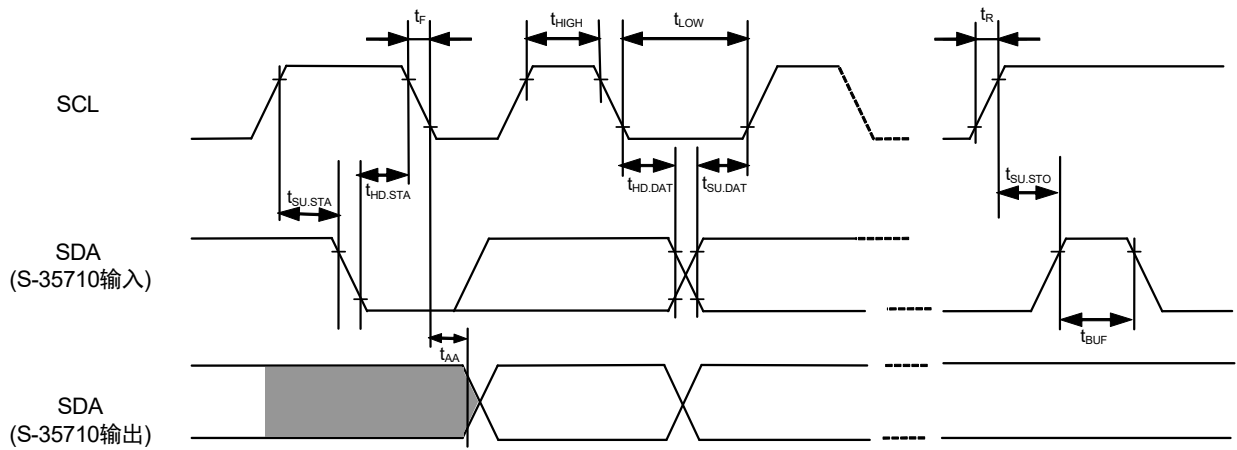 tF
tHIGH
tLOW
tR
SCL
tSU.STA
tHD.STA
tHD.DAT
tSU.DAT
tSU.STO
SDA
(S-35710输入)
tAA
tBUF
SDA
(S-35710输出)